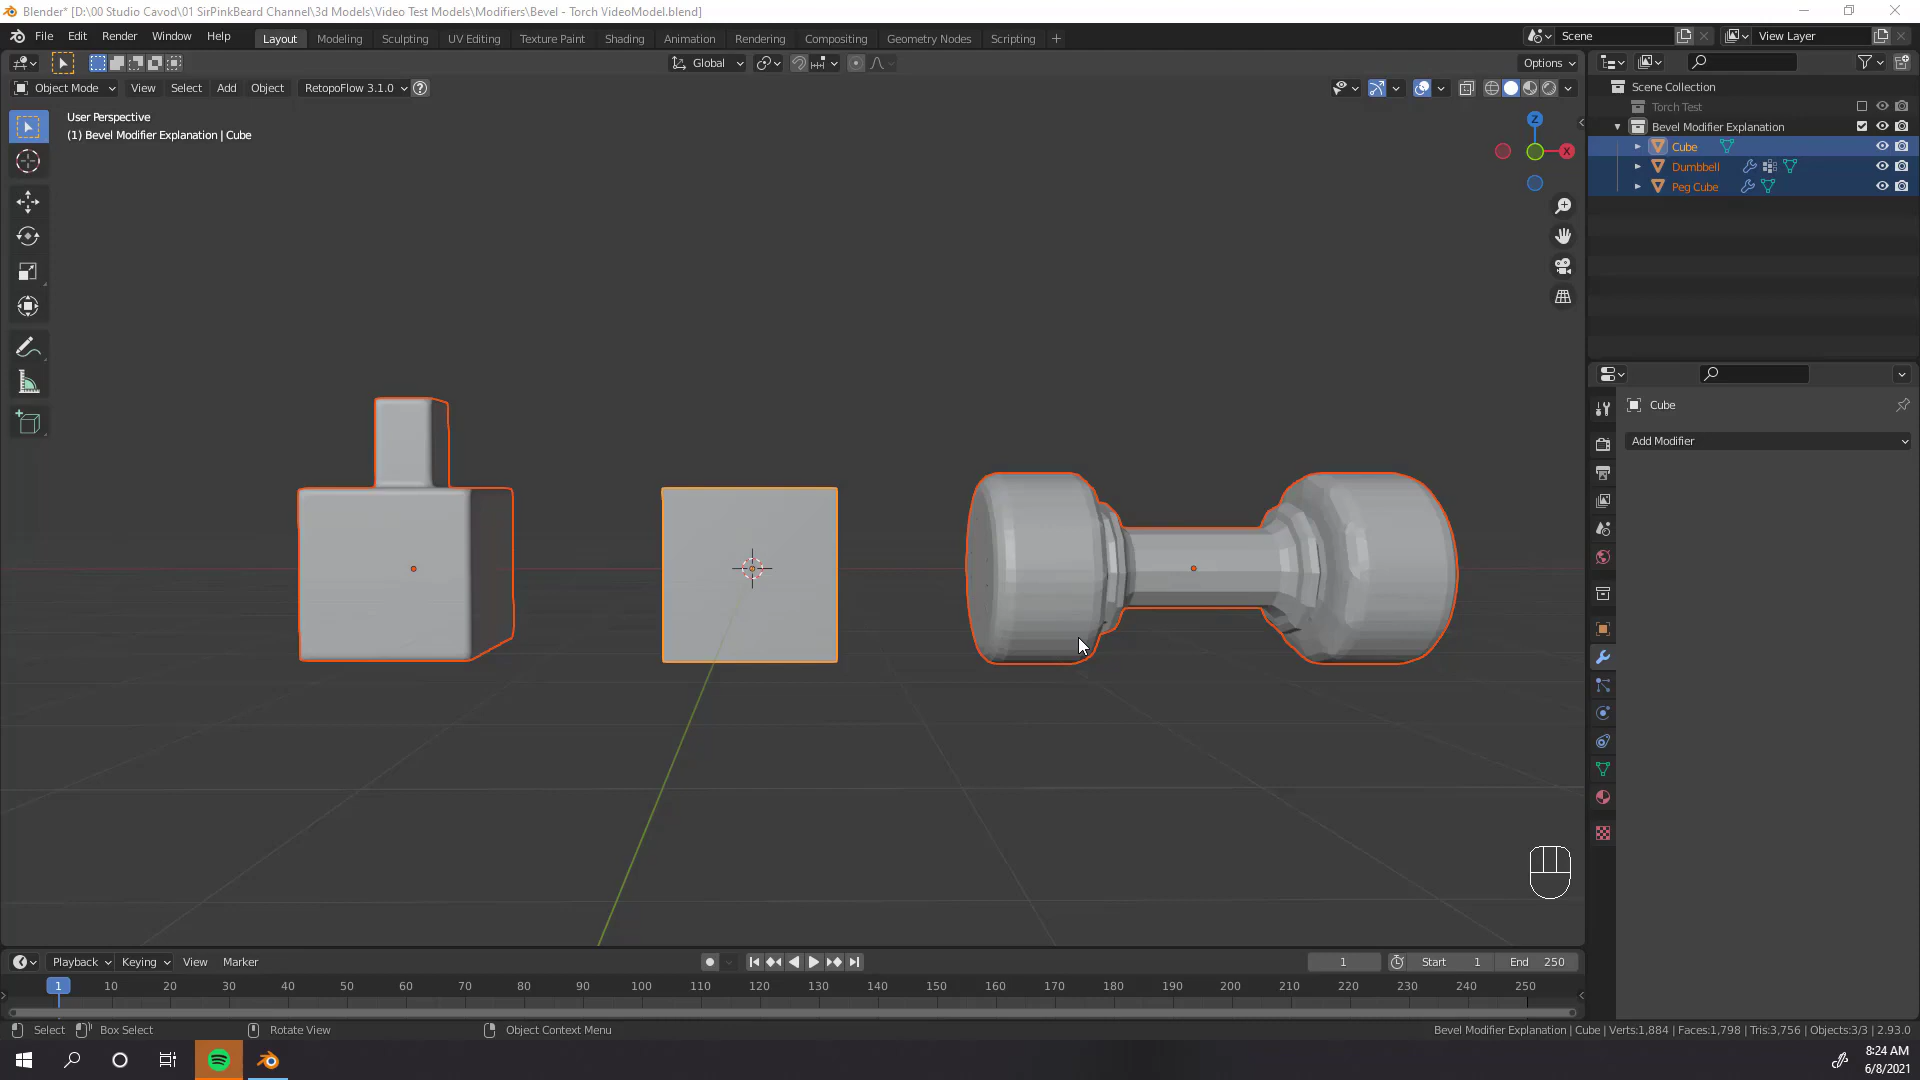 Blender* [D:\00 Studio Cavod\01 SirPinkBeard Channel\3d Models\Video Test Models\Modifiers\Bevel - Torch VideoModel.blend]
File Edit Render Window Help Layout Modeling Sculpting UV Editing Texture Paint Shading Animation Rendering Compositing Geometry Nodes Scripting + Scene View Layer
Global Options
Object Mode View Select Add Object RetopoFlow 3.1.0
User Perspective
(1) Bevel Modifier Explanation | Cube
Z
X
Scene Collection
Torch Test
Bevel Modifier Explanation
Cube
Dumbbell
Peg Cube
Cube
Add Modifier
Playback Keying View Marker 1 Start 1 End 250
1 10 20 30 40 50 60 70 80 90 100 110 120 130 140 150 160 170 180 190 200 210 220 230 240 250
Select Box Select Rotate View Object Context Menu Bevel Modifier Explanation | Cube | Verts:1,884 | Faces:1,798 | Tris:3,756 | Objects:3/3 | 2.93.0
8:24 AM
6/8/2021